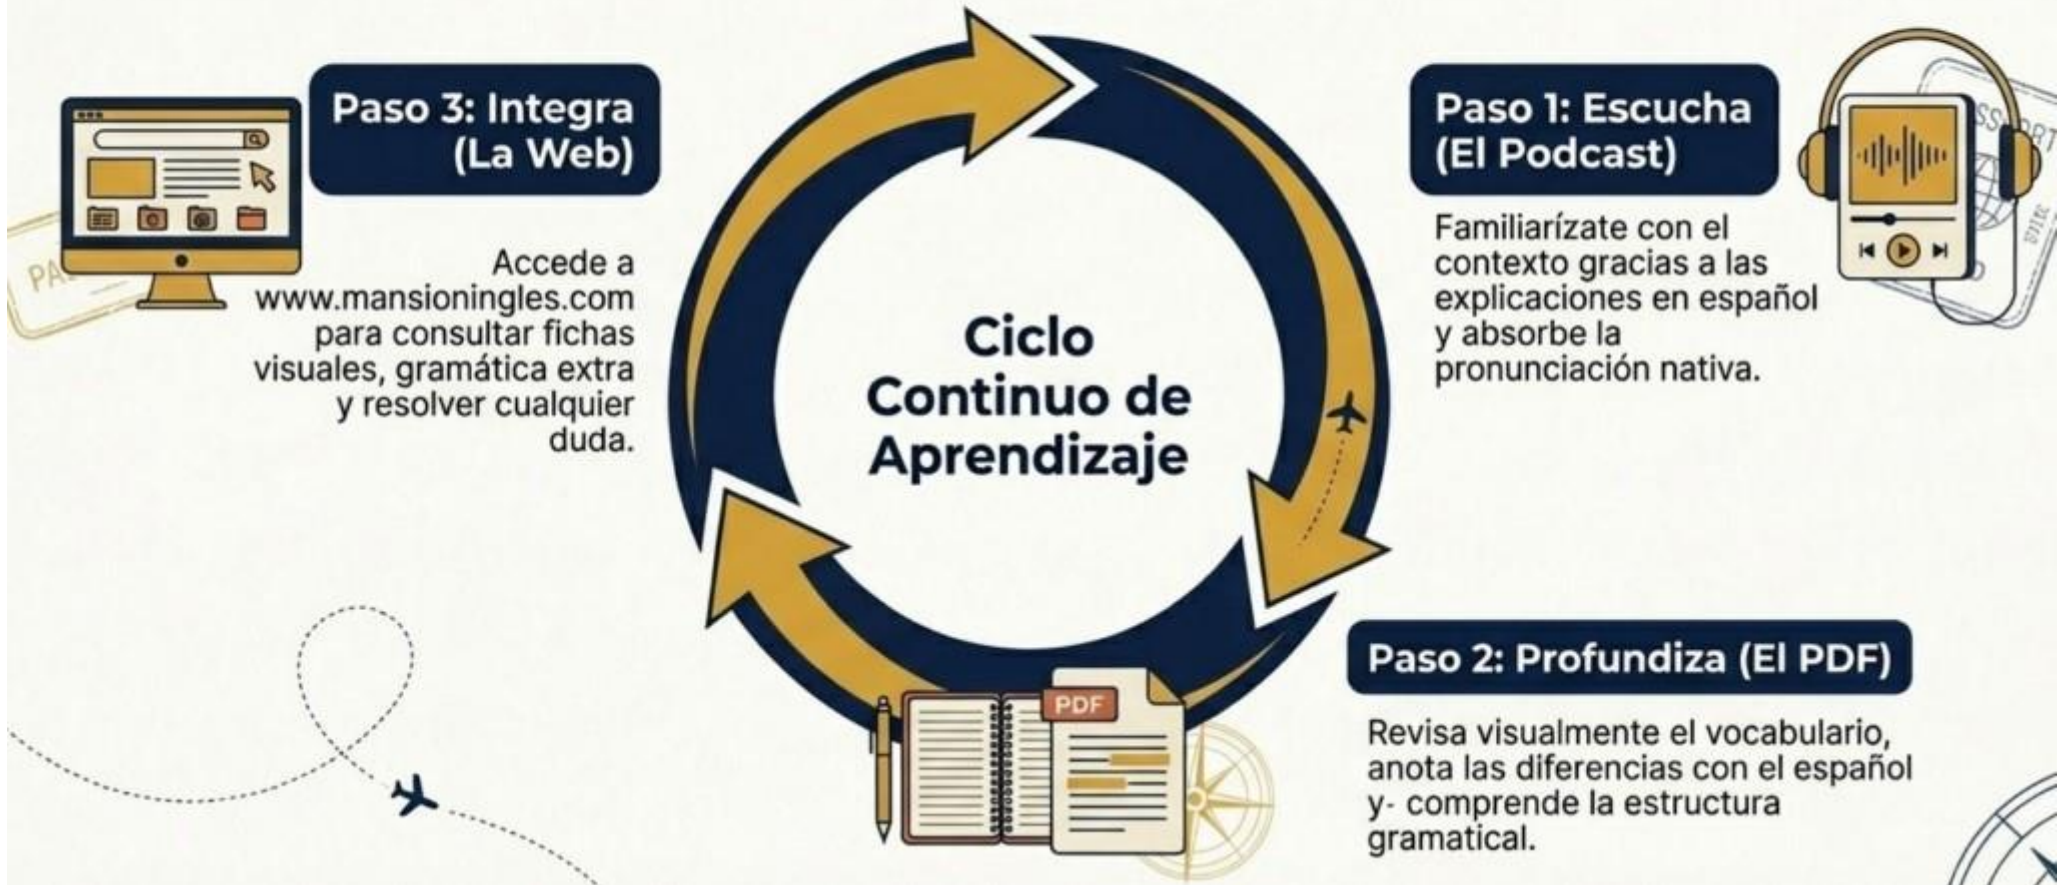 Paso 3: Integra
(La Web)
Accede a
www.mansioningles.com
para consultar fichas
visuales, gramática extra
y resolver cualquier
duda.
Ciclo
Continuo de
Aprendizaje
Paso 1: Escucha
(El Podcast)
Familiarízate con el
contexto gracias a las
explicaciones en español
y absorbe la
pronunciación nativa.
Paso 2: Profundiza (El PDF)
Revisa visualmente el vocabulario,
anota las diferencias con el español
y- comprende la estructura
gramatical.
PDF